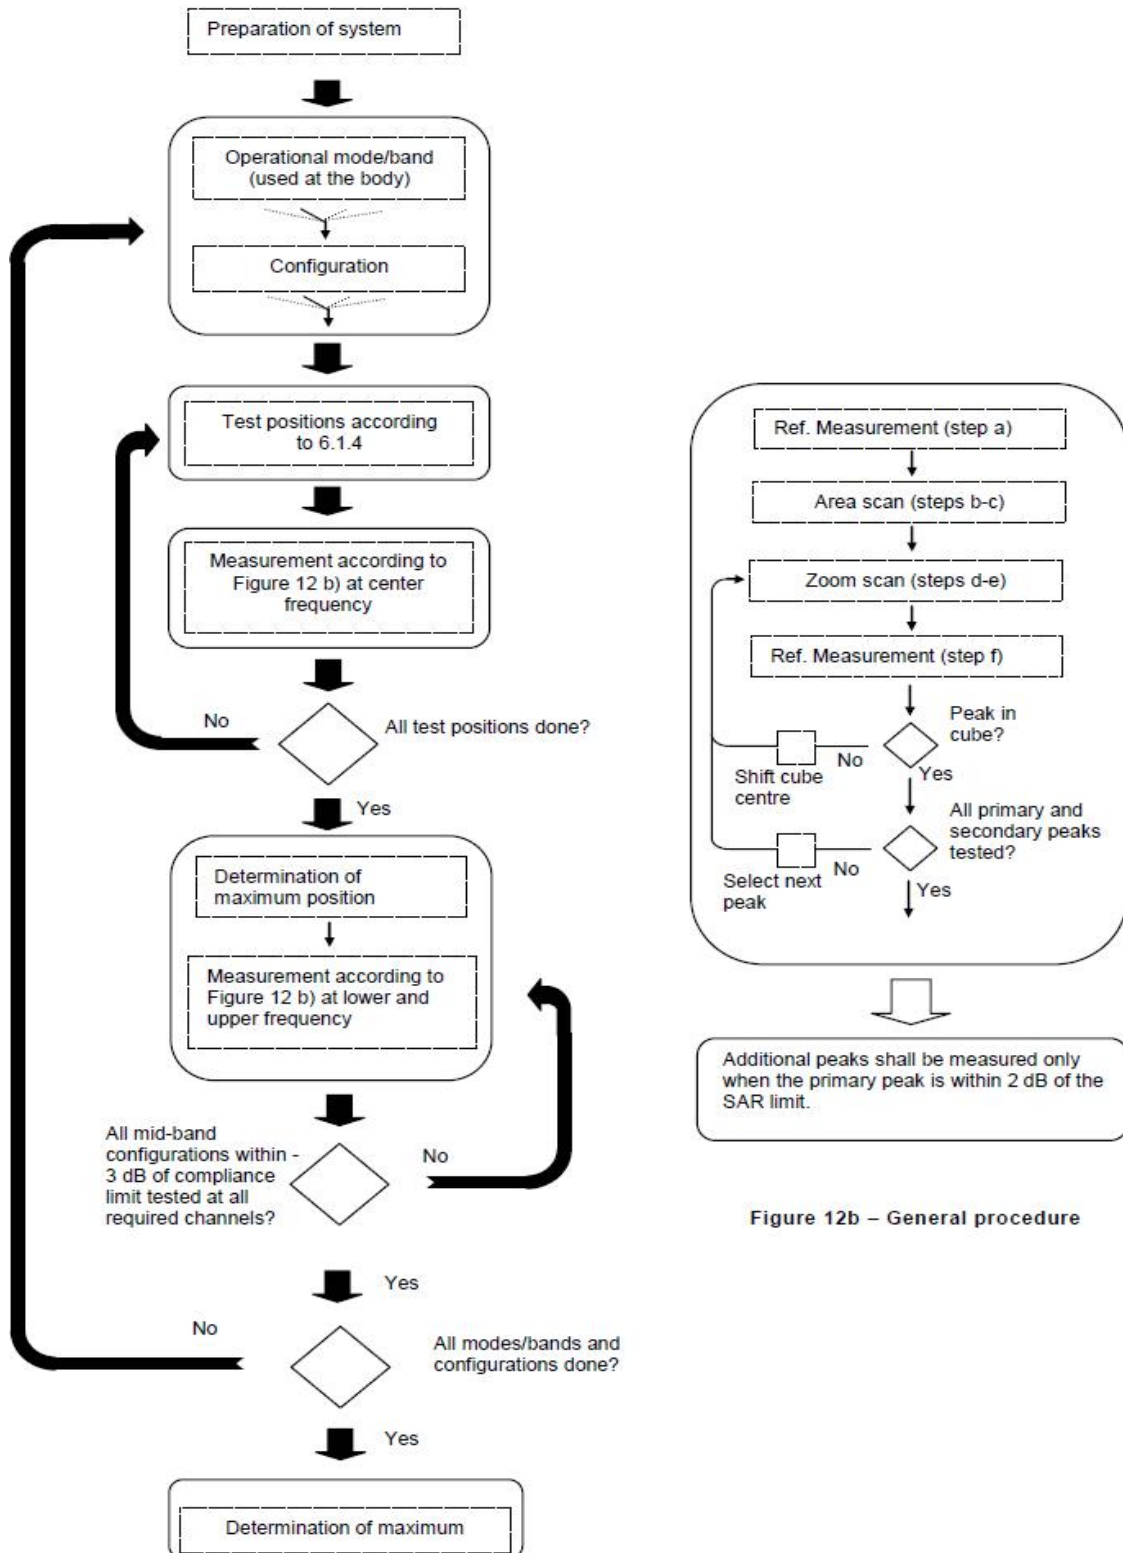 Preparation of system
Operational mode/band
(used at the body)
Configuration
Test positions according
to 6.1.4
Measurement according to
Figure 12 b) at center
frequency
No
All test positions done?
Yes
Determination of
maximum position
Measurement according to
Figure 12 b) at lower and
upper frequency
All mid-band
configurations within -
3 dB of compliance
limit tested at all
required channels?
No
Yes
No
All modes/bands and
configurations done?
Yes
Determination of maximum
Ref. Measurement (step a)
Area scan (steps b-c)
Zoom scan (steps d-e)
Ref. Measurement (step f)
Peak in
cube?
No
Shift cube
centre
Yes
All primary and
secondary peaks
tested?
No
Select next
peak
Yes
Additional peaks shall be measured only
when the primary peak is within 2 dB of the
SAR limit.
Figure 12b – General procedure